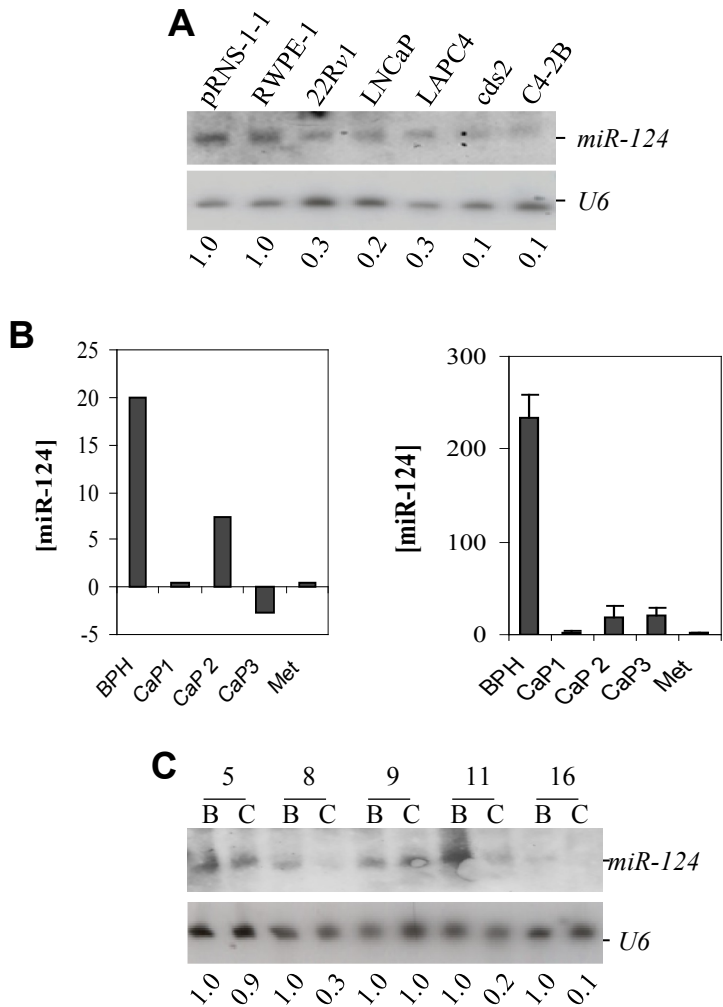 A
pRNS-1-1 RWPE-1 22Rv1 LNCaP LAPC4 cds2 C4-2B
miR-124
U6
1.0 1.0 0.3 0.2 0.3 0.1 0.1
B
[miR-124]
25
20
15
10
5
0
-5
BPH CaP1 CaP 2 CaP3 Met
[miR-124]
300
200
100
0
BPH CaP1 CaP 2 CaP3 Met
C
5 8 9 11 16
B C B C B C B C B C
miR-124
U6
1.0 0.9 1.0 0.3 1.0 1.0 1.0 0.2 1.0 0.1